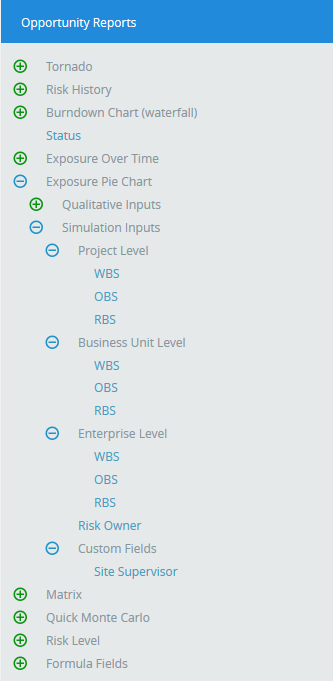 Opportunity Reports
Tornado
Risk History
Burndown Chart (waterfall)
Status
Exposure Over Time
Exposure Pie Chart
Qualitative Inputs
Simulation Inputs
Project Level
WBS
OBS
RBS
Business Unit Level
WBS
OBS
RBS
Enterprise Level
WBS
OBS
RBS
Risk Owner
Custom Fields
Site Supervisor
Matrix
Quick Monte Carlo
Risk Level
Formula Fields